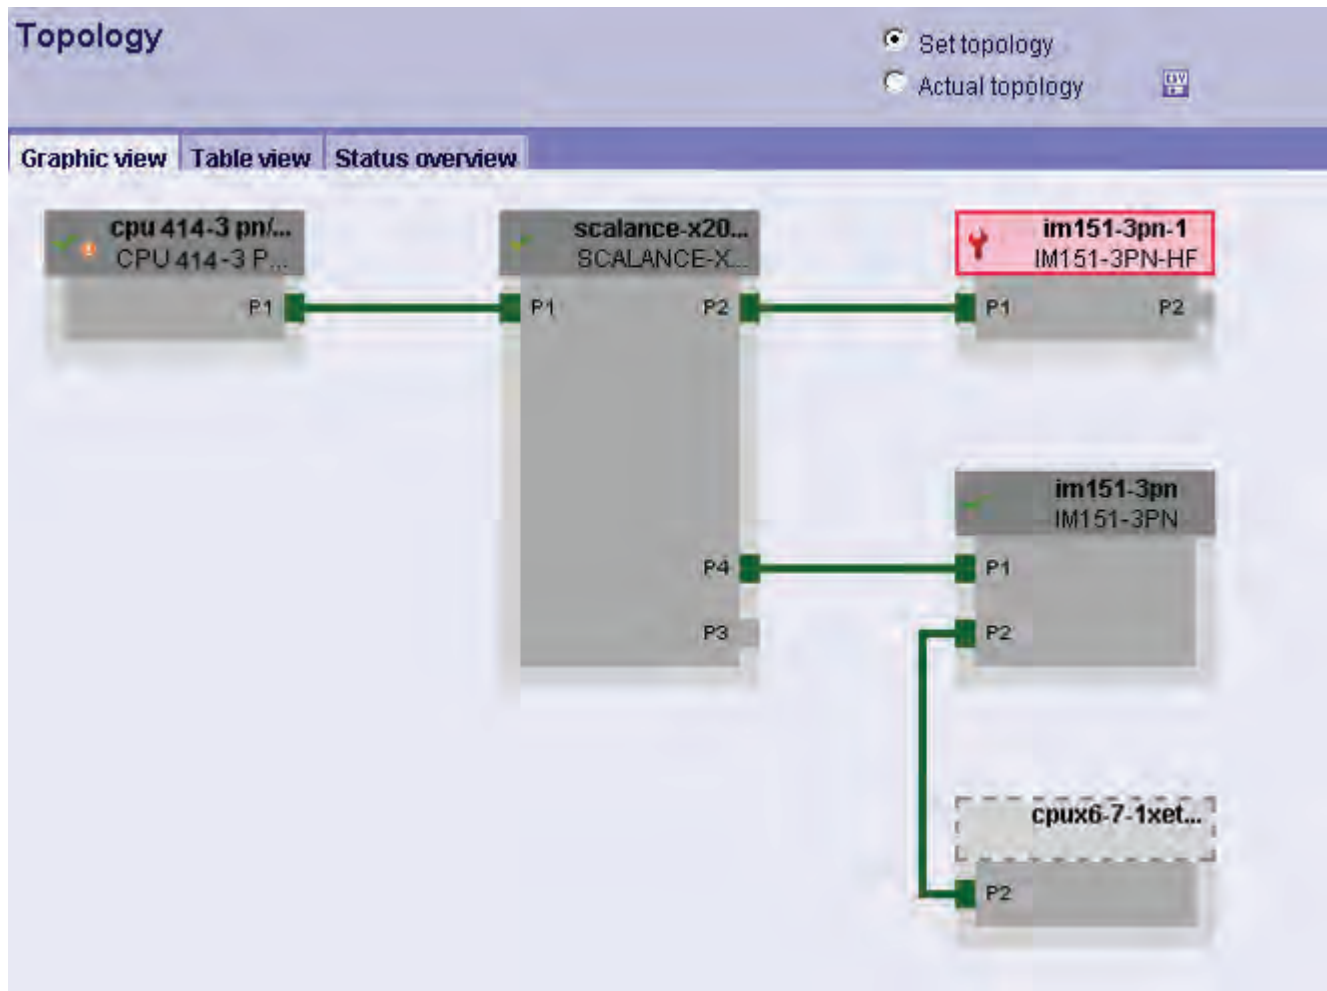 Topology
Set topology
Actual topology
CSV
Graphic view Table view Status overview
cpu 414-3 pn/...
CPU 414-3 P...
P1
scalance-x20...
SCALANCE-X...
P1 P2
P4
P3
im151-3pn-1
IM151-3PN-HF
P1 P2
im151-3pn
IM151-3PN
P1
P2
cpux6-7-1xet...
P2